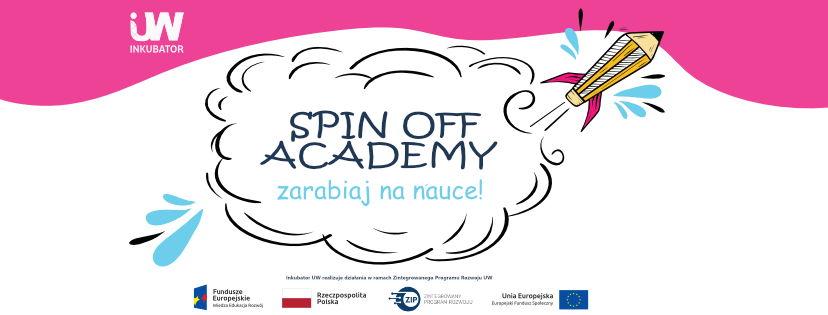 iUW
INKUBATOR
SPIN OFF
ACADEMY
zarabiaj na nauce!
Inkubator UW realizuje działania w ramach Zintegrowanego Programu Rozwoju UW
Fundusze
Europejskie
Wiedza Edukacja Rozwój
Rzeczpospolita
Polska
ZIP
ZINTEGROWANY
PROGRAM ROZWOJU
Unia Europejska
Europejski Fundusz Społeczny